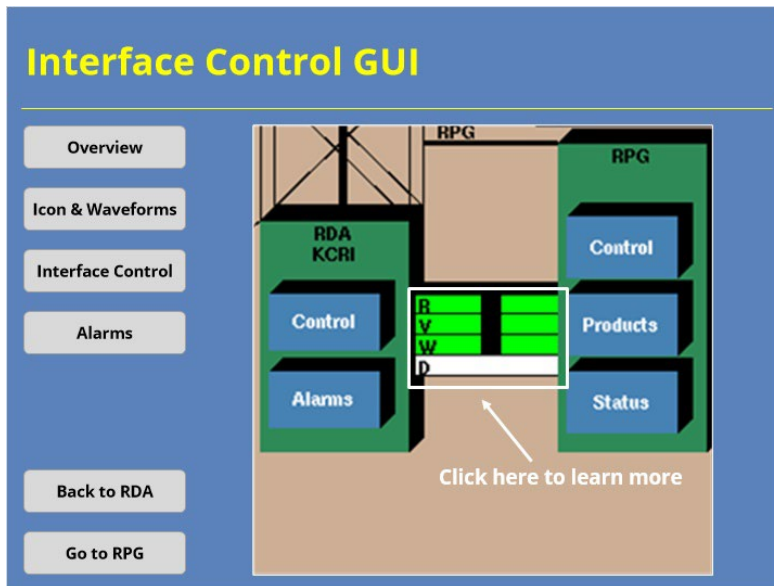 Interface Control GUI
Overview
Icon & Waveforms
Interface Control
Alarms
Back to RDA
Go to RPG
RPG
RDA
KCRI
Control
Alarms
R
V
W
D
RPG
Control
Products
Status
Click here to learn more